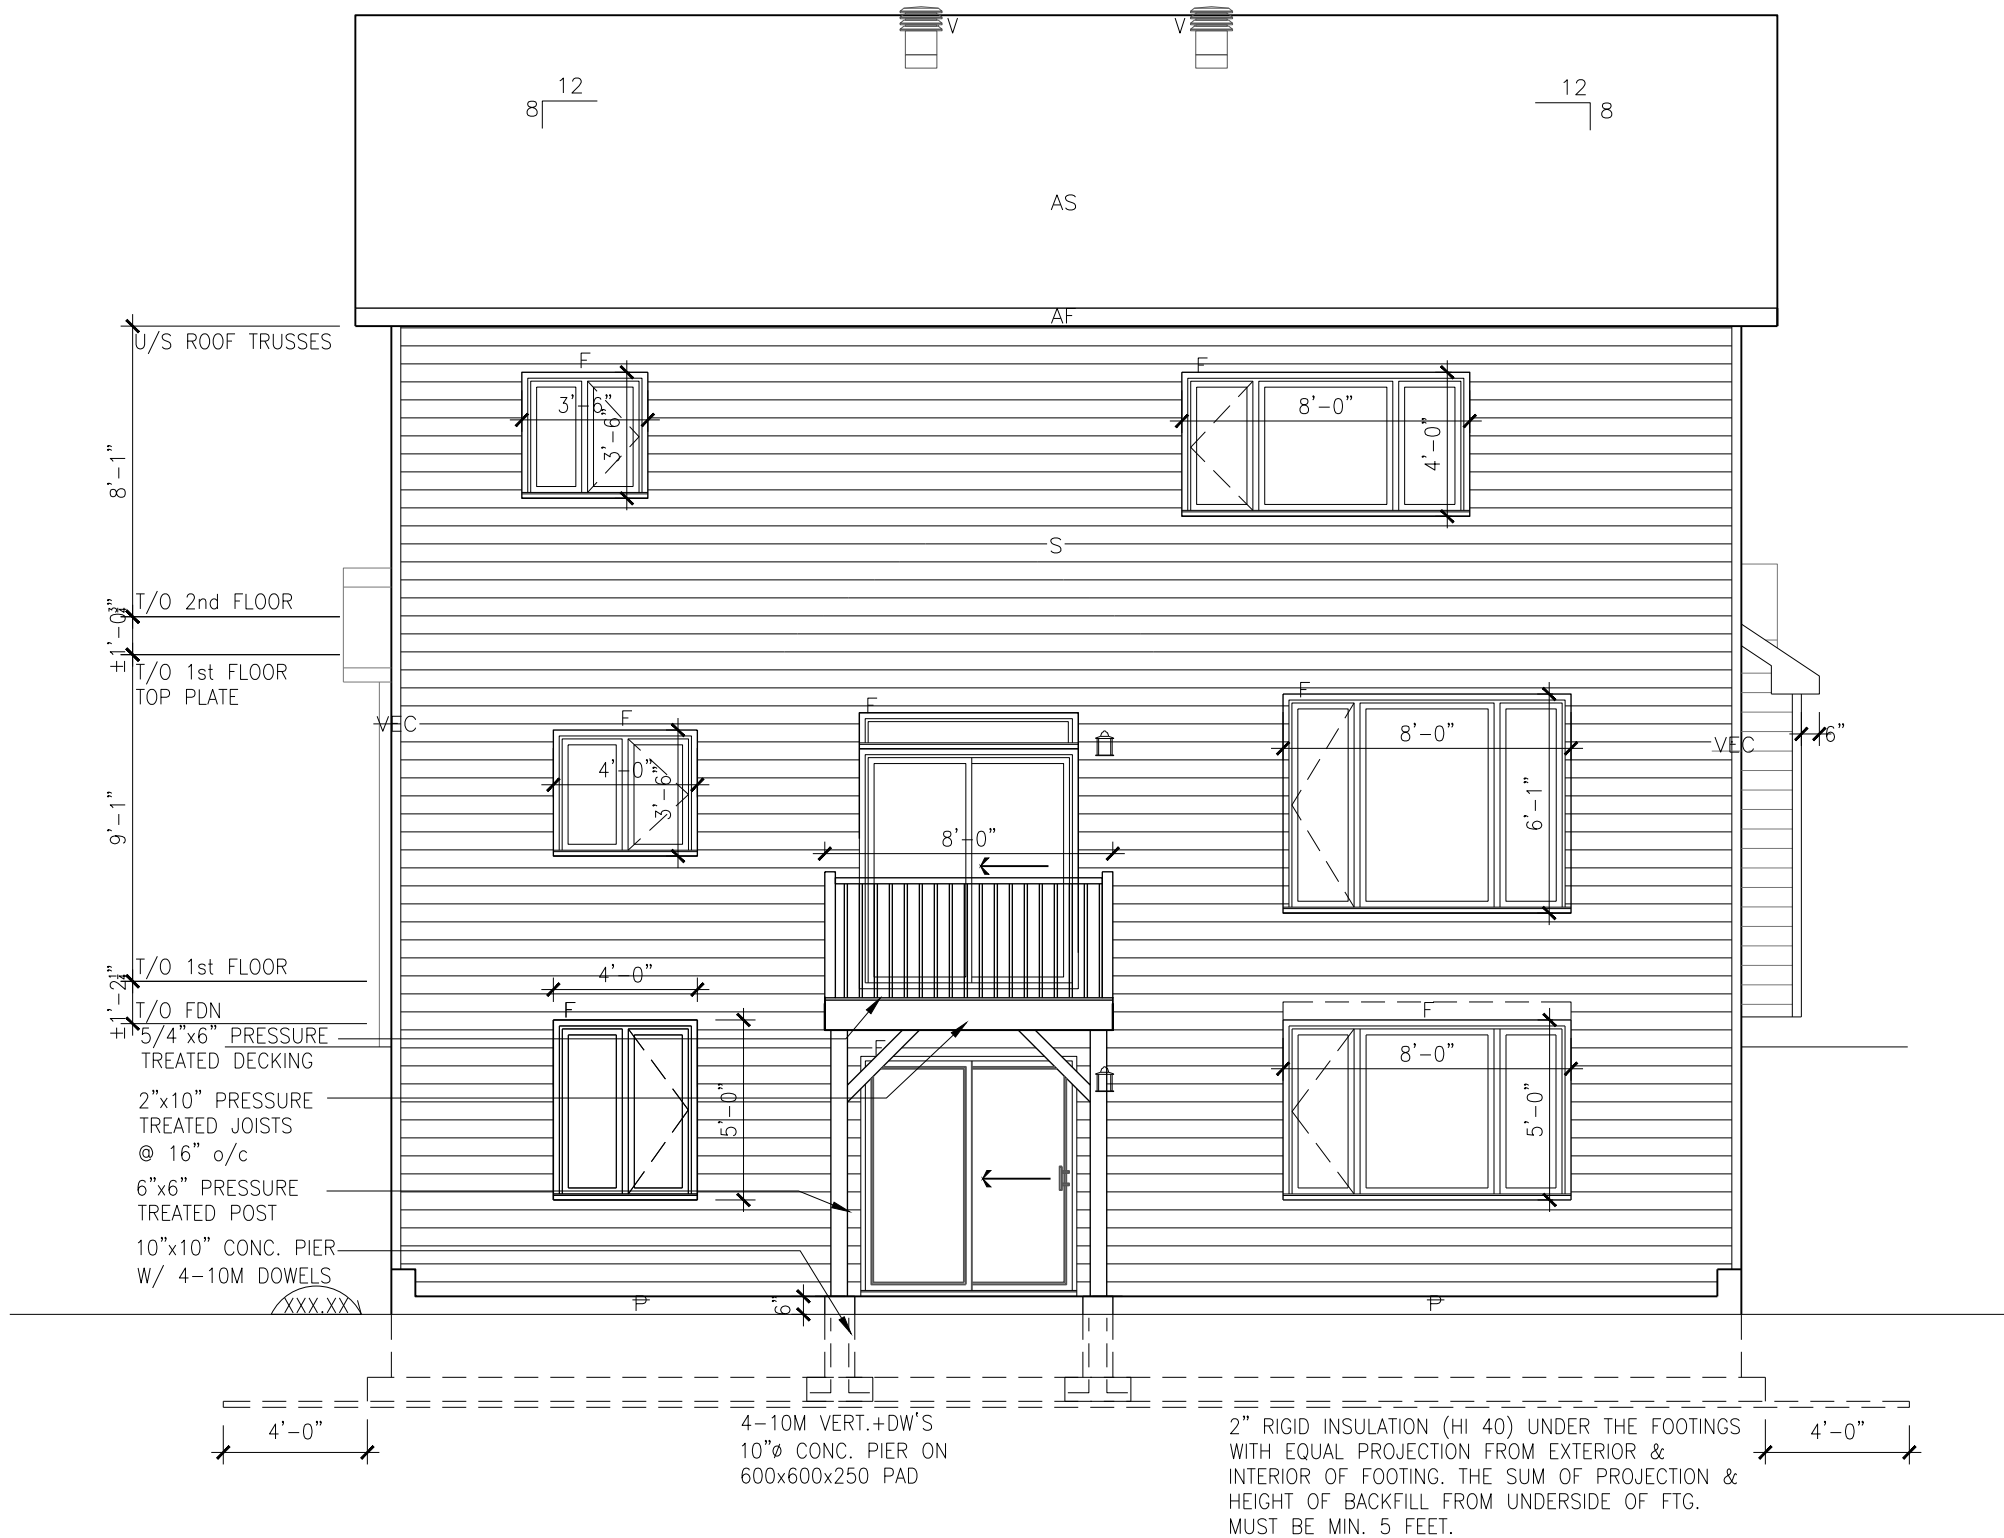 V
V
12
8
12
8
AS
AF
U/S ROOF TRUSSES
F
3'-6"
3'-6"
F
8'-0"
4'-0"
8'-1"
S
T/O 2nd FLOOR
±1'-0¾"
T/O 1st FLOOR
TOP PLATE
VEC
VEC
6"
F
4'-0"
3'-6"
F
8'-0"
F
8'-0"
6'-1"
9'-1"
T/O 1st FLOOR
±1'-2¼"
T/O FDN
5/4"x6" PRESSURE
TREATED DECKING
2"x10" PRESSURE
TREATED JOISTS
@ 16" o/c
6"x6" PRESSURE
TREATED POST
10"x10" CONC. PIER
W/ 4-10M DOWELS
XXX.XX
4'-0"
F
5'-0"
F
F
8'-0"
5'-0"
P
6"
P
4'-0"
4-10M VERT.+DW'S
10"ø CONC. PIER ON
600x600x250 PAD
2" RIGID INSULATION (HI 40) UNDER THE FOOTINGS
WITH EQUAL PROJECTION FROM EXTERIOR &
INTERIOR OF FOOTING. THE SUM OF PROJECTION &
HEIGHT OF BACKFILL FROM UNDERSIDE OF FTG.
MUST BE MIN. 5 FEET.
4'-0"